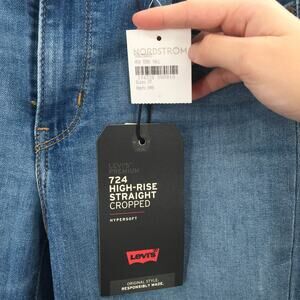 NORDSTROM
LEVI'S
PREMIUM
724
HIGH-RISE
STRAIGHT
CROPPED
HYPERSOFT
Levi's
ORIGINAL STYLE.
RESPONSIBLY MADE.